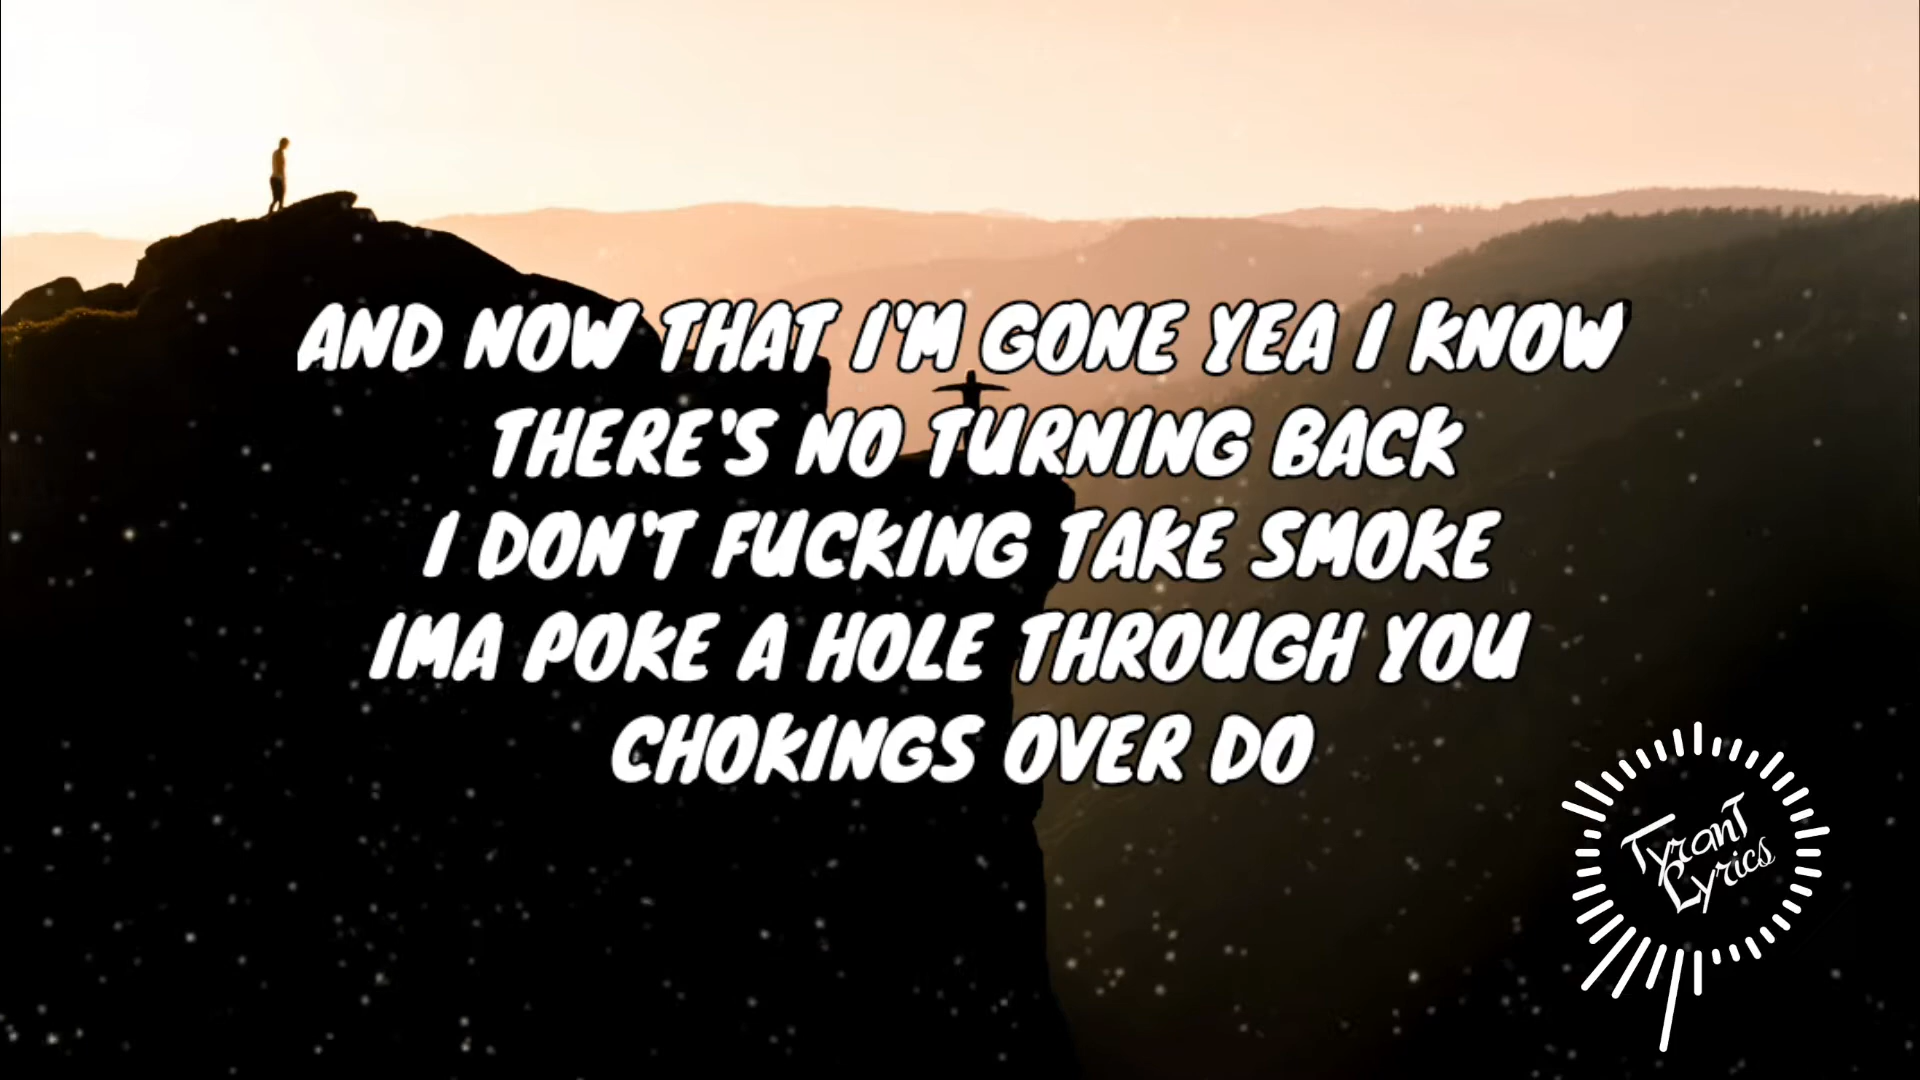 AND NOW THAT I'M GONE YEA I KNOW
THERE'S NO TURNING BACK
I DON'T FUCKING TAKE SMOKE
IMA POKE A HOLE THROUGH YOU
CHOKINGS OVER DO
TyranT
Lyrics